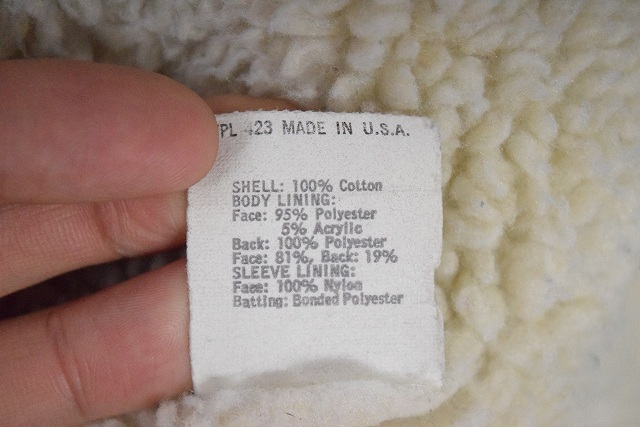 PL 423 MADE IN U.S.A.
SHELL: 100% Cotton
BODY LINING:
Face: 95% Polyester
5% Acrylic
Back: 100% Polyester
Face: 81%, Back: 19%
SLEEVE LINING:
Face: 100% Nylon
Batting: Bonded Polyester